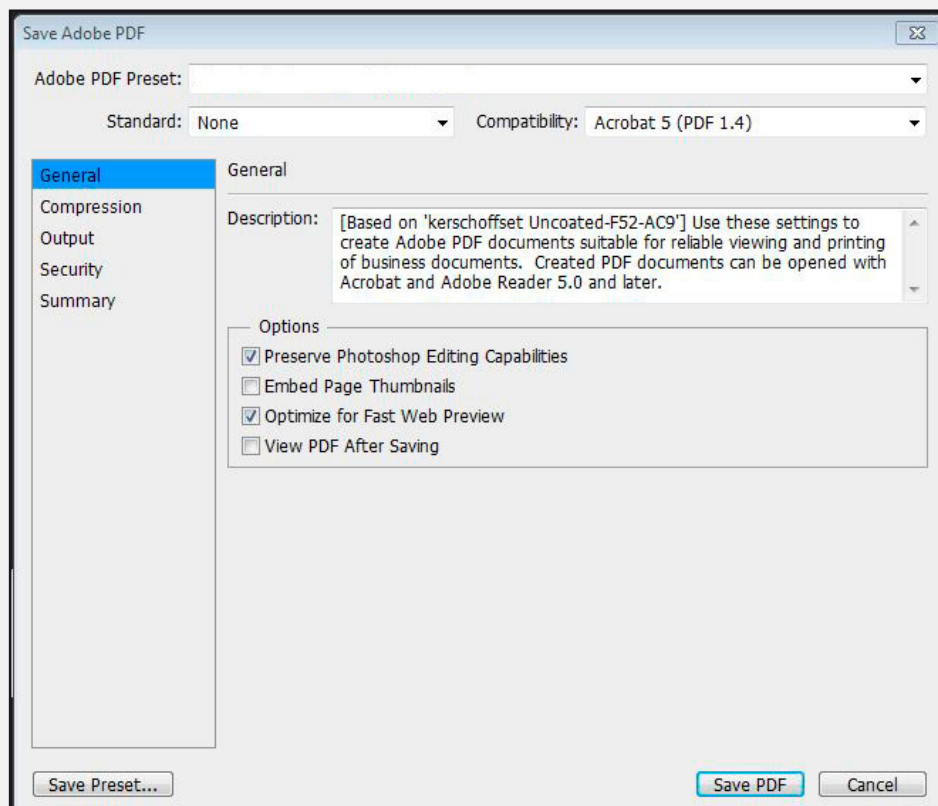 Save Adobe PDF
Adobe PDF Preset:
Standard: None Compatibility: Acrobat 5 (PDF 1.4)
General
Compression
Output
Security
Summary
General
Description: [Based on 'kerschoffset Uncoated-F52-AC9'] Use these settings to
create Adobe PDF documents suitable for reliable viewing and printing
of business documents.  Created PDF documents can be opened with
Acrobat and Adobe Reader 5.0 and later.
Options
Preserve Photoshop Editing Capabilities
Embed Page Thumbnails
Optimize for Fast Web Preview
View PDF After Saving
Save Preset... Save PDF Cancel